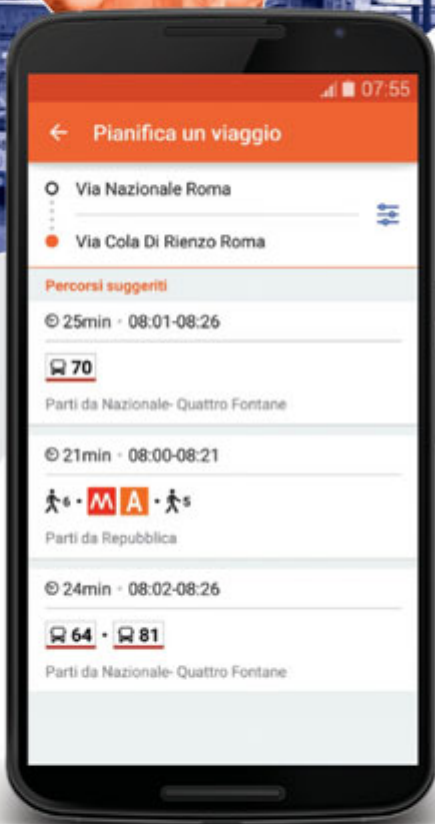 07:55
Pianifica un viaggio
Via Nazionale Roma
Via Cola Di Rienzo Roma
Percorsi suggeriti
25min · 08:01-08:26
70
Parti da Nazionale- Quattro Fontane
21min · 08:00-08:21
6 · M A · 5
Parti da Repubblica
24min · 08:02-08:26
64 · 81
Parti da Nazionale- Quattro Fontane